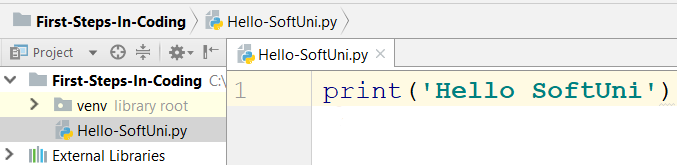 First-Steps-In-Coding Hello-SoftUni.py
Project Hello-SoftUni.py
First-Steps-In-Coding C:\
1 print('Hello SoftUni')
venv library root
Hello-SoftUni.py
External Libraries